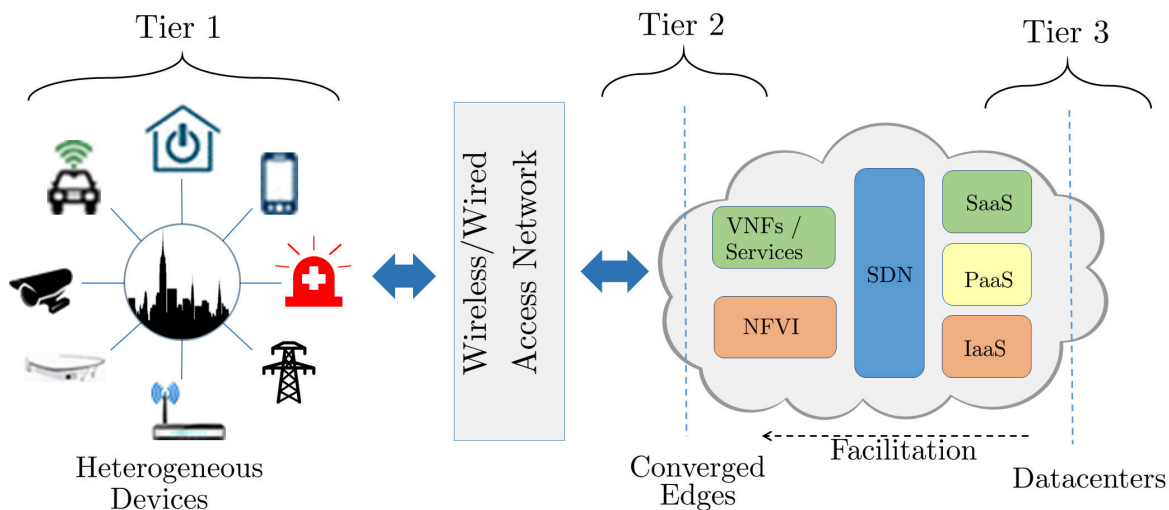 Tier 1
Tier 2
Tier 3
Wireless/Wired
Access Network
VNFs /
Services
NFVI
SDN
SaaS
PaaS
IaaS
Facilitation
Heterogeneous
Devices
Converged
Edges
Datacenters